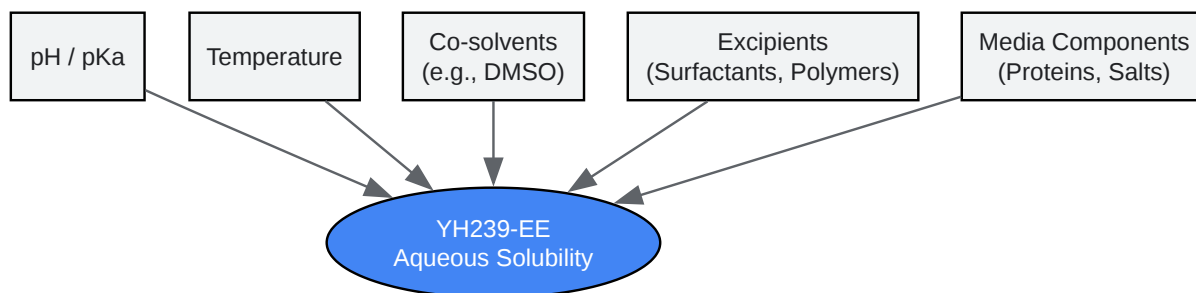 pH / pKa
Temperature
Co-solvents
(e.g., DMSO)
Excipients
(Surfactants, Polymers)
Media Components
(Proteins, Salts)
YH239-EE
Aqueous Solubility